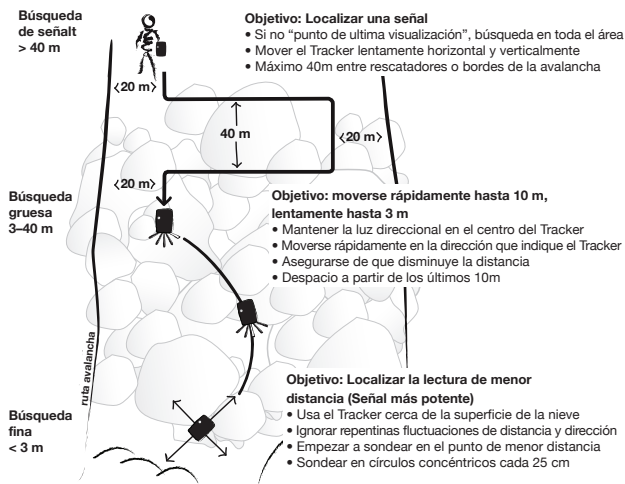 Búsqueda
de señalt
> 40 m
Objetivo: Localizar una señal
• Si no “punto de ultima visualización”, búsqueda en toda el área
• Mover el Tracker lentamente horizontal y verticalmente
• Máximo 40m entre rescatadores o bordes de la avalancha
<20 m>
40 m
<20 m>
<20 m>
Búsqueda
gruesa
3–40 m
Objetivo: moverse rápidamente hasta 10 m,
lentamente hasta 3 m
• Mantener la luz direccional en el centro del Tracker
• Moverse rápidamente en la dirección que indique el Tracker
• Asegurarse de que disminuye la distancia
• Despacio a partir de los últimos 10m
ruta avalancha
Búsqueda
fina
< 3 m
Objetivo: Localizar la lectura de menor
distancia (Señal más potente)
• Usa el Tracker cerca de la superficie de la nieve
• Ignorar repentinas fluctuaciones de distancia y dirección
• Empezar a sondear en el punto de menor distancia
• Sondear en círculos concéntricos cada 25 cm